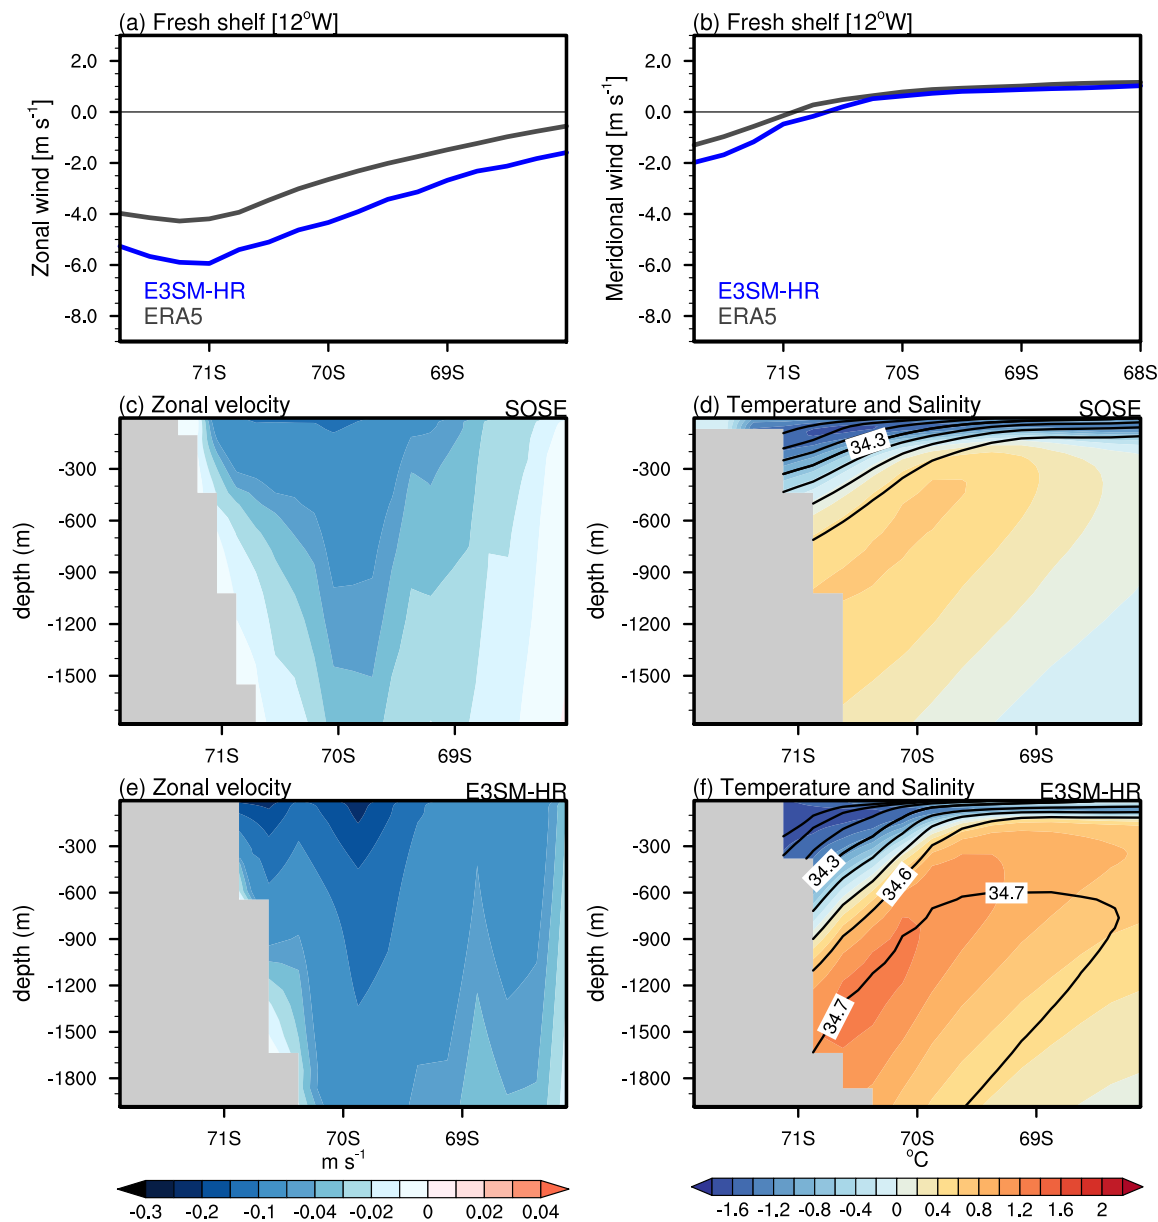 (a) Fresh shelf [12°W]
(b) Fresh shelf [12°W]
Zonal wind [m s⁻¹]
2.0
0.0
-2.0
-4.0
-6.0
-8.0
E3SM-HR
ERA5
71S 70S 69S
Meridional wind [m s⁻¹]
2.0
0.0
-2.0
-4.0
-6.0
-8.0
E3SM-HR
ERA5
71S 70S 69S 68S
(c) Zonal velocity SOSE
depth (m)
-300
-600
-900
-1200
-1500
71S 70S 69S
(d) Temperature and Salinity SOSE
depth (m)
-300
-600
-900
-1200
-1500
34.3
71S 70S 69S
(e) Zonal velocity E3SM-HR
depth (m)
-300
-600
-900
-1200
-1500
-1800
71S 70S 69S
m s⁻¹
-0.3 -0.2 -0.1 -0.04 -0.02 0 0.02 0.04
(f) Temperature and Salinity E3SM-HR
depth (m)
-300
-600
-900
-1200
-1500
-1800
34.3
34.6
34.7
34.7
71S 70S 69S
°C
-1.6 -1.2 -0.8 -0.4 0 0.4 0.8 1.2 1.6 2